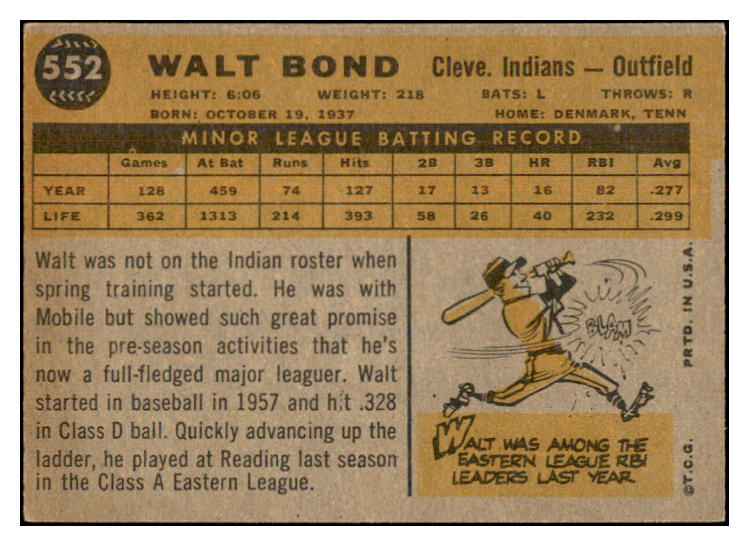 552
WALT BOND Cleve. Indians — Outfield
HEIGHT: 6:06 WEIGHT: 218 BATS: L THROWS: R
BORN: OCTOBER 19, 1937 HOME: DENMARK, TENN
MINOR LEAGUE BATTING RECORD
Games At Bat Runs Hits 2B 3B HR RBI Avg
YEAR 128 459 74 127 17 13 16 82 .277
LIFE 362 1313 214 393 58 26 40 232 .299
Walt was not on the Indian roster when
spring training started. He was with
Mobile but showed such great promise
in the pre-season activities that he's
now a full-fledged major leaguer. Walt
started in baseball in 1957 and hit .328
in Class D ball. Quickly advancing up the
ladder, he played at Reading last season
in the Class A Eastern League.
BLAM
WALT WAS AMONG THE
EASTERN LEAGUE RBI
LEADERS LAST YEAR
©T.C.G. PRTD. IN U.S.A.